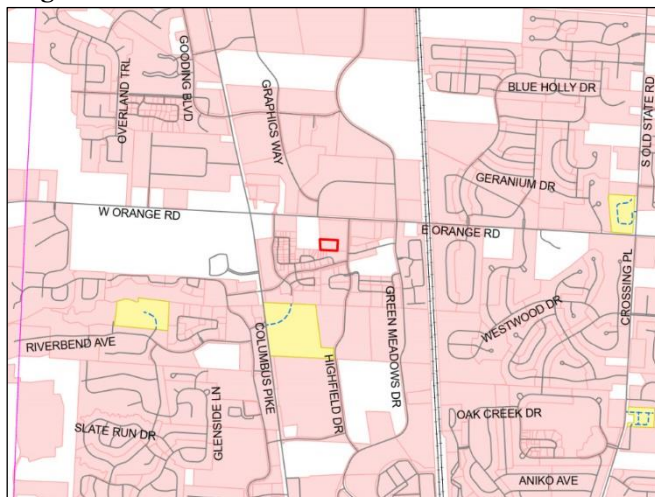 OVERLAND TRL
GOODING BLVD
GRAPHICS WAY
BLUE HOLLY DR
S OLD STATE RD
GERANIUM DR
W ORANGE RD
E ORANGE RD
CROSSING PL
WESTWOOD DR
GREEN MEADOWS DR
RIVERBEND AVE
COLUMBUS PIKE
HIGHFIELD DR
GLENSIDE LN
SLATE RUN DR
OAK CREEK DR
ANIKO AVE